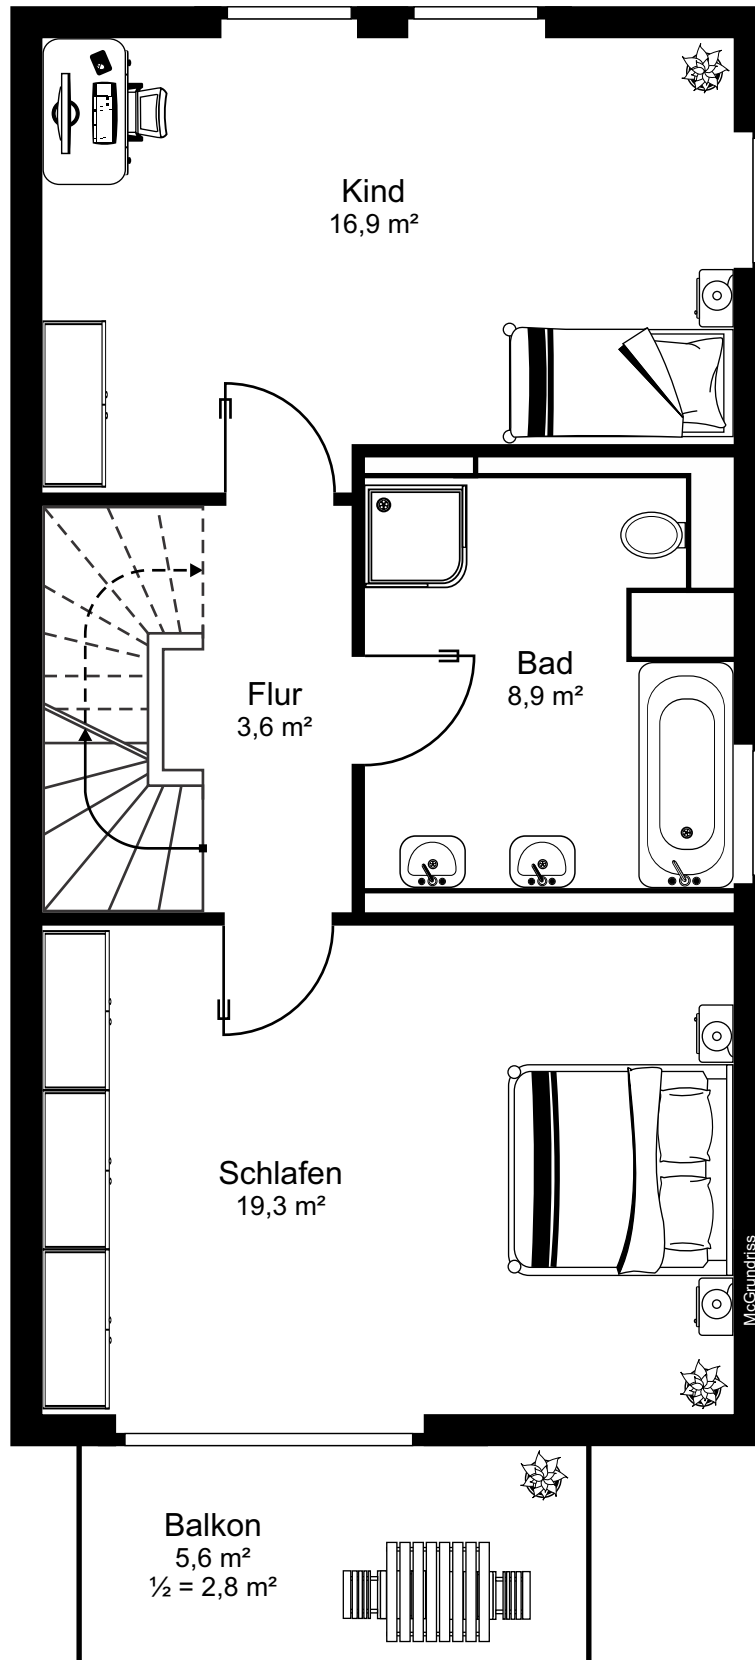 Kind
16,9 m²
Bad
8,9 m²
Flur
3,6 m²
Schlafen
19,3 m²
McGrundriss
Balkon
5,6 m²
½ = 2,8 m²